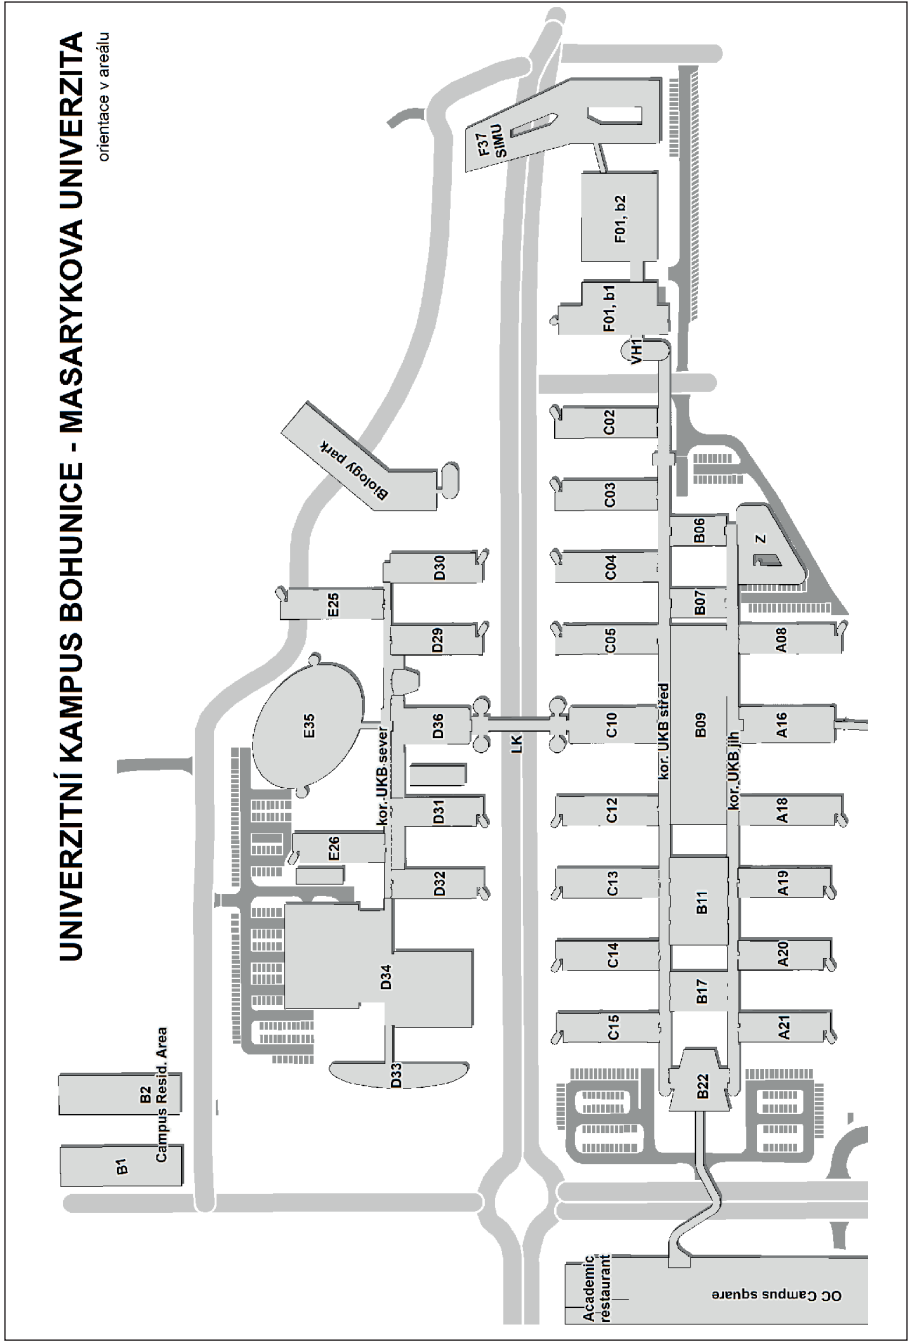 UNIVERZITNÍ KAMPUS BOHUNICE - MASARYKOVA UNIVERZITA
orientace v areálu
B1
B2
Campus Resid. Area
E26
E35
E25
Biology park
D33
D34
kor. UKB sever
D32
D31
D36
D29
D30
F37
SIMU
LK
Academic
restaurant
OC Campus square
C15
C14
C13
C12
C10
C05
C04
C03
C02
VH1
F01, b1
F01, b2
kor. UKB střed
B22
B17
B11
B09
B07
B06
kor. UKB jih
Z
A21
A20
A19
A18
A16
A08